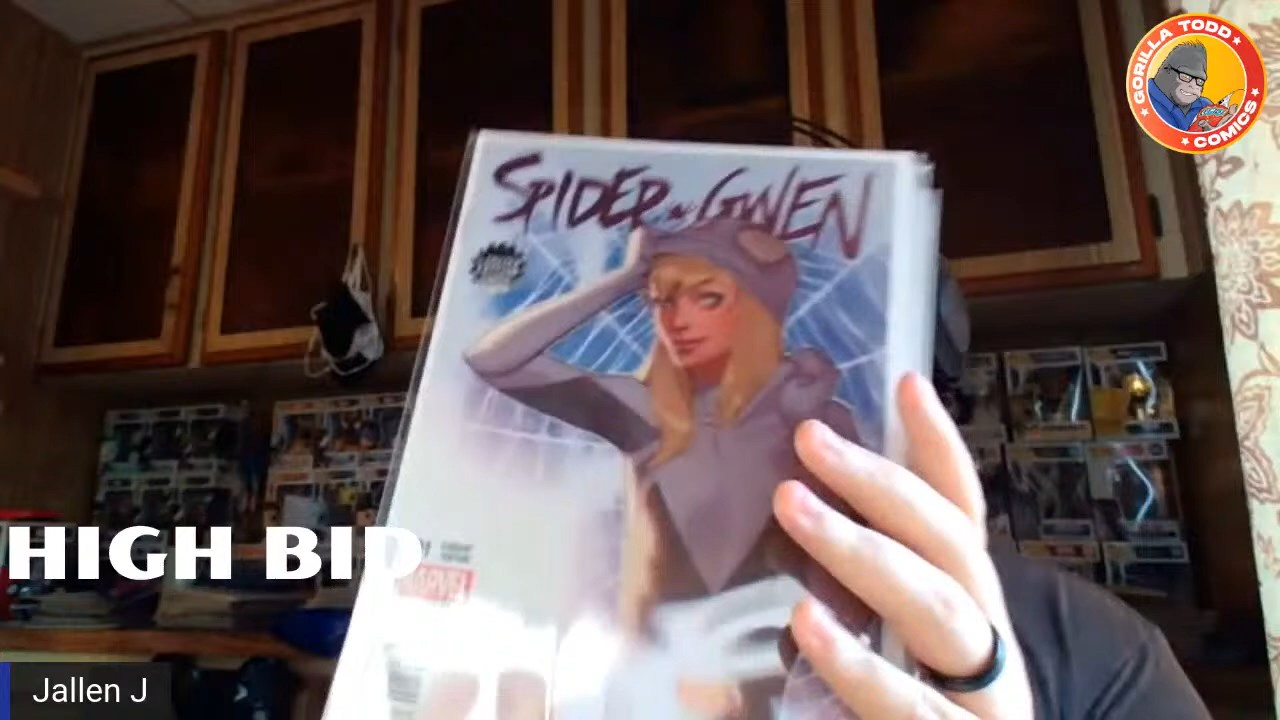 GORILLA TODD
COMICS
SPIDER-GWEN
MARVEL
HIGH BID
Jallen J